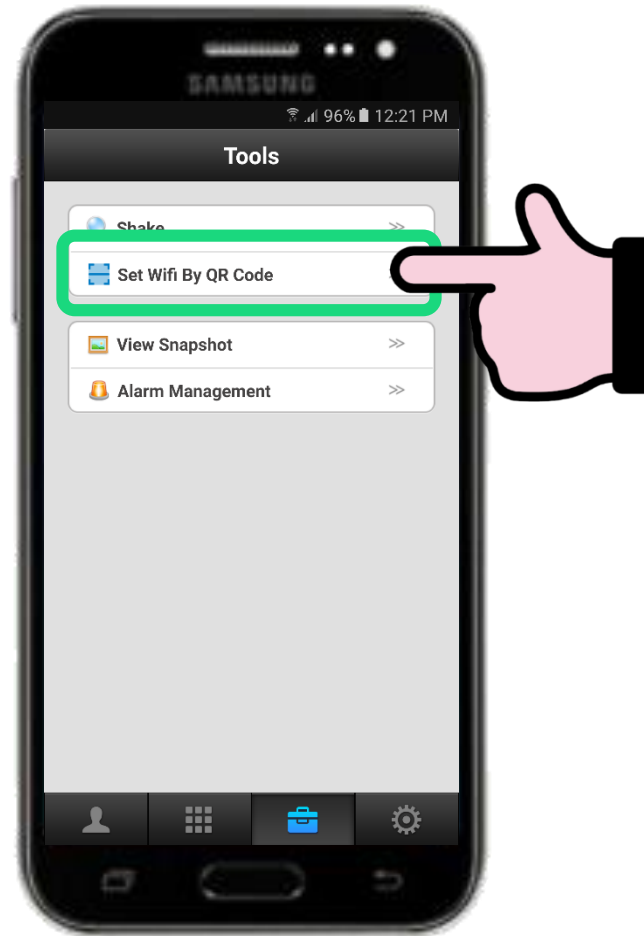 SAMSUNG
96% 12:21 PM
Tools
Shake
Set Wifi By QR Code
View Snapshot
Alarm Management